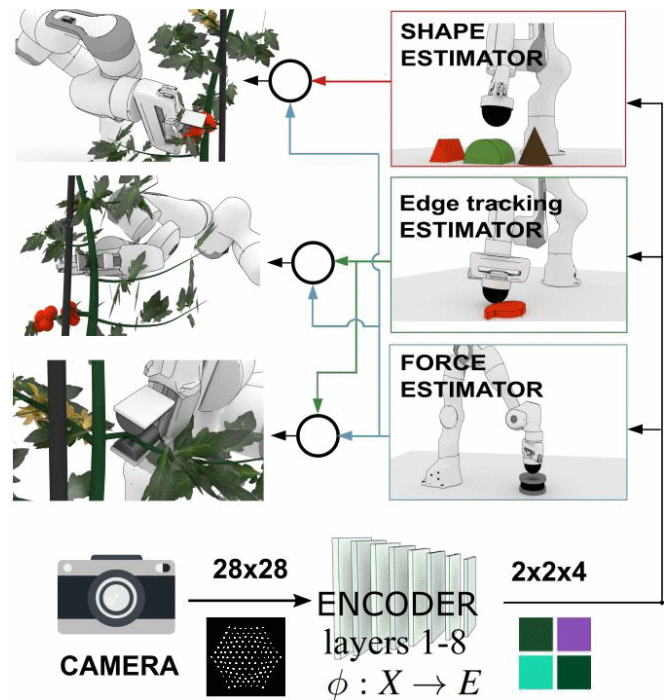 SHAPE
ESTIMATOR
Edge tracking
ESTIMATOR
FORCE
ESTIMATOR
28x28
2x2x4
ENCODER
layers 1-8
ϕ : X → E
CAMERA